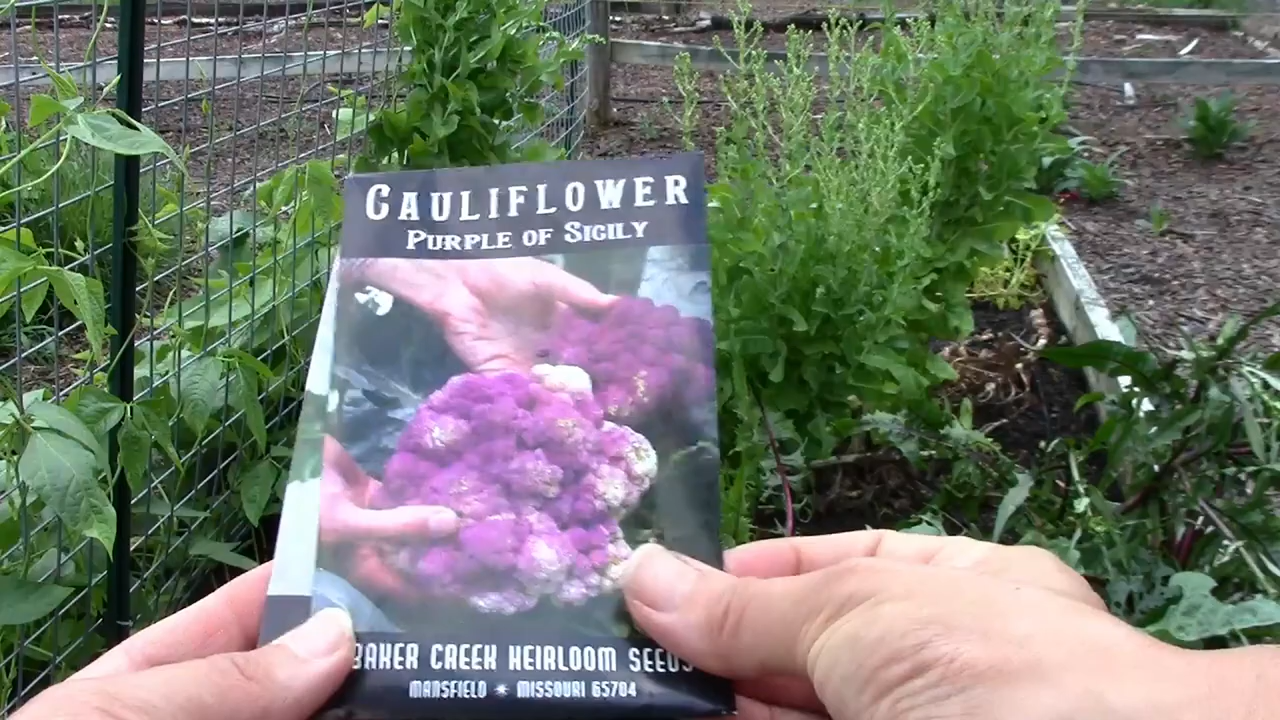 CAULIFLOWER
PURPLE OF SICILY
BAKER CREEK HEIRLOOM SEEDS
MANSFIELD ✴ MISSOURI 65704